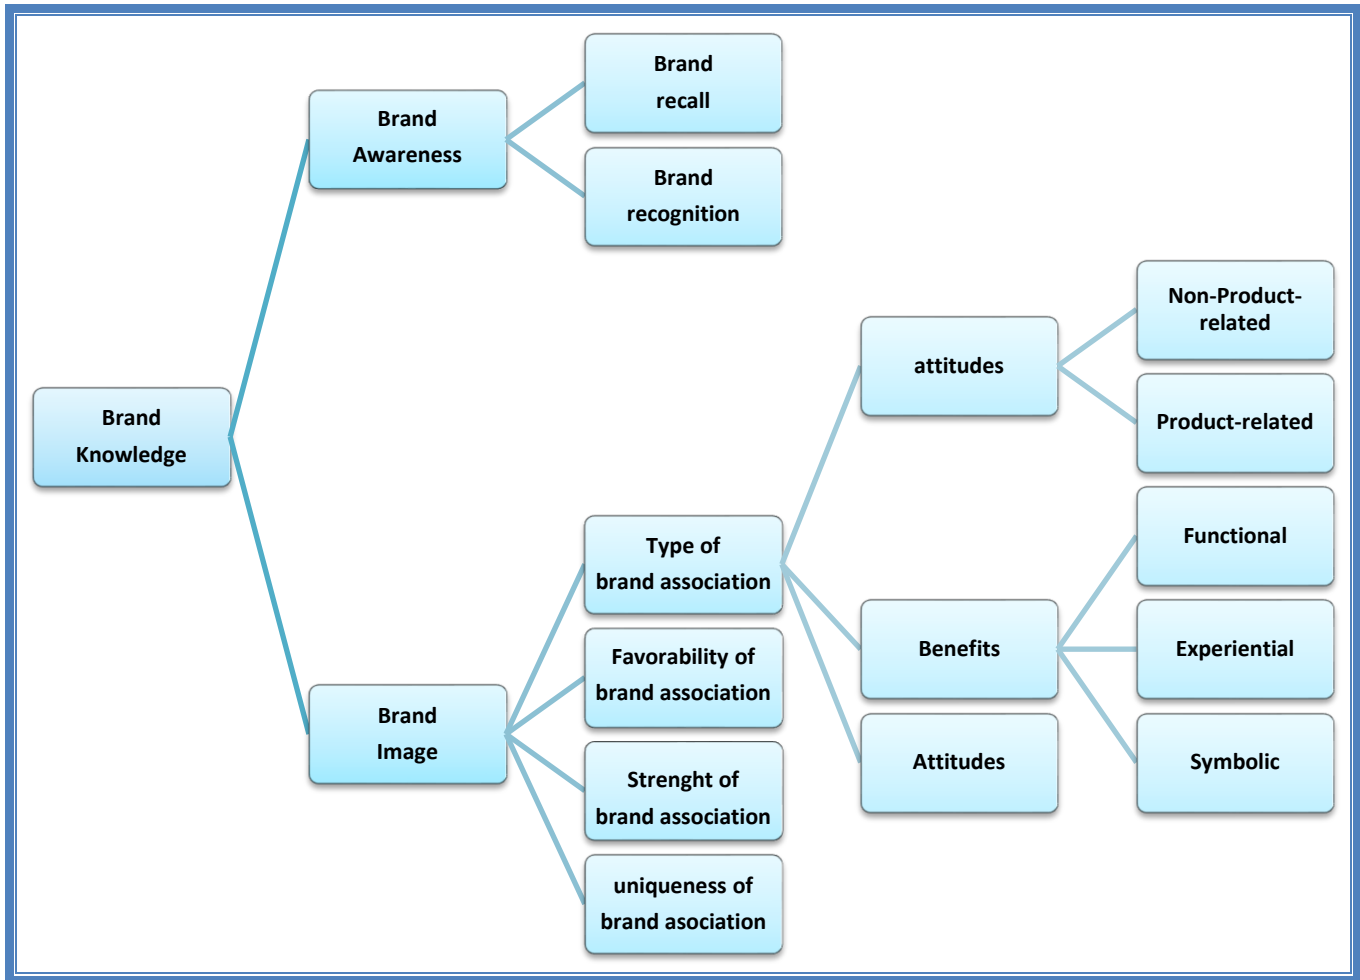 Brand
recall
Brand
Awareness
Brand
recognition
Non-Product-
related
attitudes
Product-related
Brand
Knowledge
Type of
brand association
Functional
Favorability of
brand association
Benefits
Experiential
Brand
Image
Attitudes
Symbolic
Strenght of
brand association
uniqueness of
brand asociation